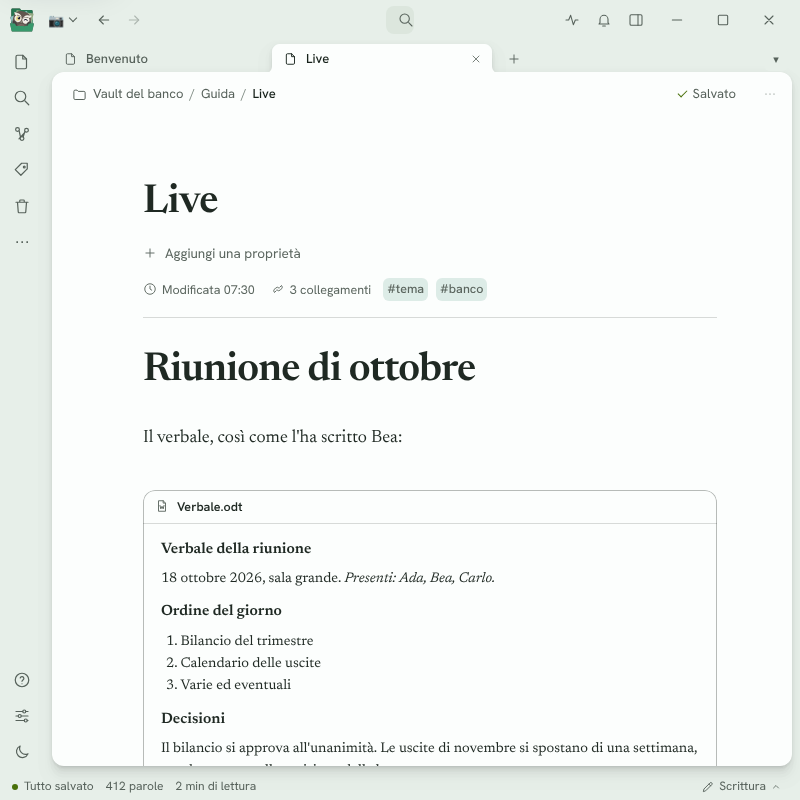 Benvenuto
Live
Vault del banco / Guida / Live
Salvato
Live
Aggiungi una proprietà
Modificata 07:30
3 collegamenti
#tema
#banco
Riunione di ottobre
Il verbale, così come l'ha scritto Bea:
Verbale.odt
Verbale della riunione
18 ottobre 2026, sala grande. Presenti: Ada, Bea, Carlo.
Ordine del giorno
1. Bilancio del trimestre
2. Calendario delle uscite
3. Varie ed eventuali
Decisioni
Il bilancio si approva all'unanimità. Le uscite di novembre si spostano di una settimana,
Tutto salvato
412 parole
2 min di lettura
Scrittura